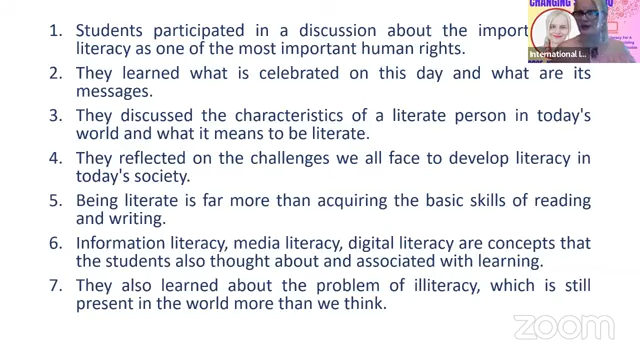 CHANGING
1. Students participated in a discussion about the
literacy as one of the most important human rights.
2. They learned what is celebrated on this day and what are its
messages.
3. They discussed the characteristics of a literate person in today's
world and what it means to be literate.
4. They reflected on the challenges we all face to develop literacy in
today's society.
5. Being literate is far more than acquiring the basic skills of reading
and writing.
6. Information literacy, media literacy, digital literacy are concepts that
the students also thought about and associated with learning.
7. They also learned about the problem of illiteracy, which is still
present in the world more than we think.
International L...
zoom